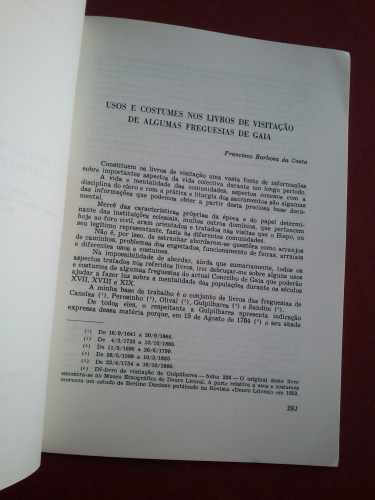 USOS E COSTUMES NOS LIVROS DE VISITAÇÃO
DE ALGUMAS FREGUESIAS DE GAIA
Francisco Barbosa da Costa
Constituem os livros de visitação uma vasta fonte de informações
sobre importantes aspectos da vida colectiva durante um longo período.
A vida e mentalidade das comunidades, aspectos conexos com a
disciplina do clero e com a prática e liturgia dos sacramentos são algumas
das informações que podemos obter a partir desta preciosa base docu-
mental.
Mercê das características próprias da época e do papel determi-
nante das instituições eclesiais, muitos outros domínios, que pertencem
hoje ao foro civil, eram orientados e tratados nas visitas que o Bispo, ou
seu legítimo representante, fazia às diferentes comunidades.
Não é, pois, de estranhar abordarem-se questões como arranjos
de caminhos, problemas dos engeitados, funcionamento de feiras, arraiais
e diferentes usos e costumes.
Na impossibilidade de abordar, ainda que sumariamente, todos os
aspectos tratados nos referidos livros, irei debruçar-me sobre alguns usos
e costumes de algumas freguesias do actual Concelho de Gaia que poderão
ajudar a fazer luz sobre a mentalidade das populações durante os séculos
XVII, XVIII e XIX.
A minha base de trabalho é o conjunto de livros das freguesias de
Canelas (¹), Perosinho (²), Olival (³), Gulpilhares (⁴) e Sandim (⁵).
De todos eles, o respeitante a Gulpilhares apresenta indicação
expressa dessa matéria porque, em 15 de Agosto de 1764 (⁶) o seu abade
(¹) De 16/9/1641 a 30/9/1864.
(²) De 4/3/1733 a 10/10/1800.
(³) De 11/5/1699 a 26/6/1799.
(⁴) De 26/5/1769 a 10/3/1885.
(⁵) De 22/4/1754 a 16/10/1866.
(⁶) IN-livro de visitação de Gulpilhares — folha 224 — O original deste livro
encontra-se no Museu Etnográfico do Douro Litoral. A parte relativa a usos e costumes
mereceu um estudo de Bertino Daciano publicado na Revista «Douro Litoral» em 1953.
281